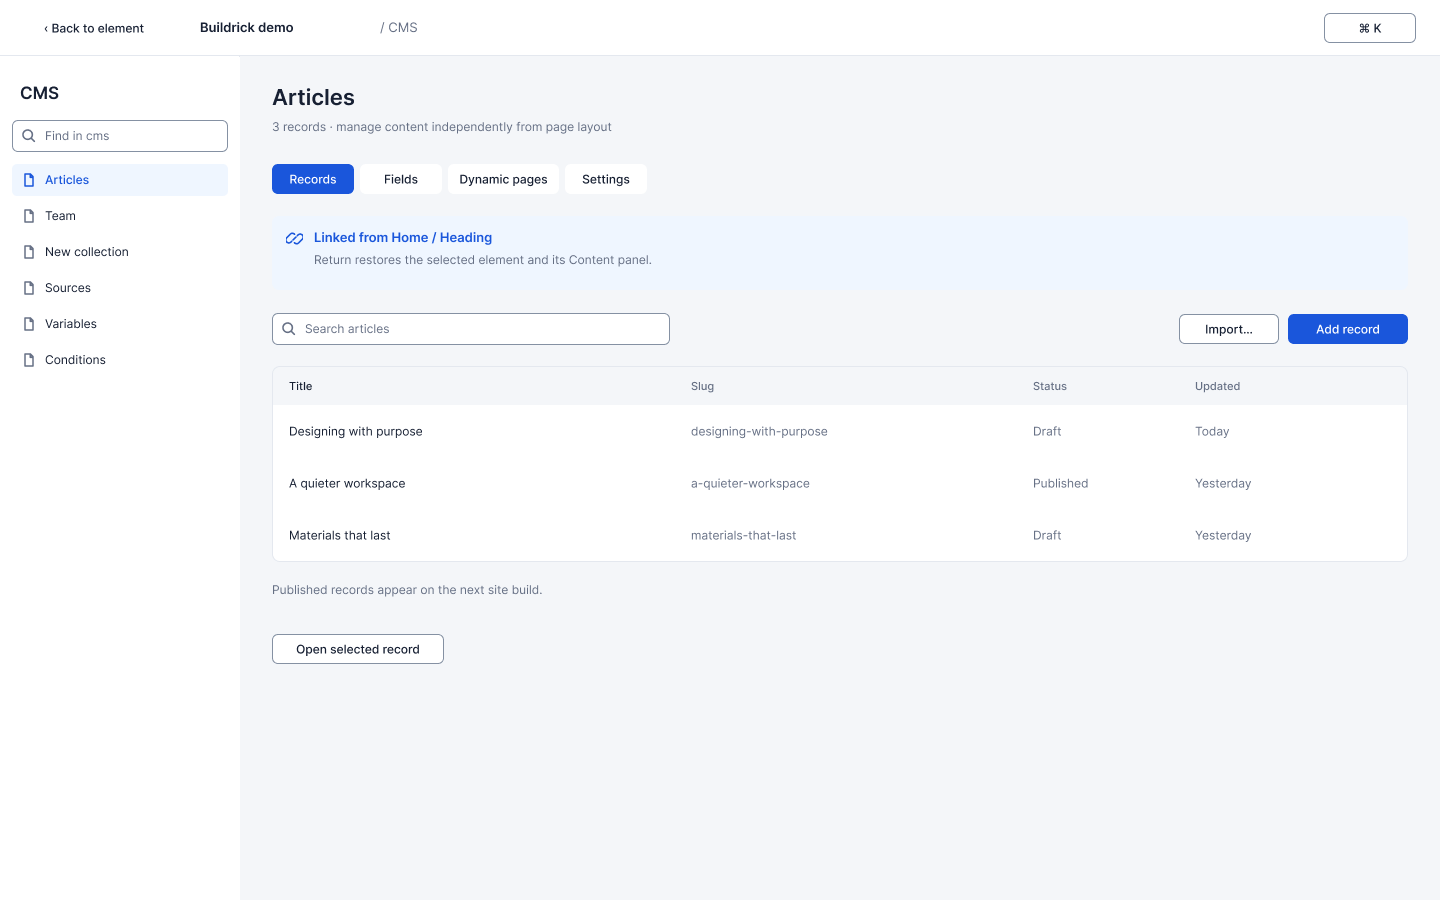 ‹ Back to element
Buildrick demo
/ CMS
⌘ K
CMS
Find in cms
Articles
Team
New collection
Sources
Variables
Conditions
Articles
3 records · manage content independently from page layout
Records
Fields
Dynamic pages
Settings
Linked from Home / Heading
Return restores the selected element and its Content panel.
Search articles
Import...
Add record
Title Slug Status Updated
Designing with purpose designing-with-purpose Draft Today
A quieter workspace a-quieter-workspace Published Yesterday
Materials that last materials-that-last Draft Yesterday
Published records appear on the next site build.
Open selected record